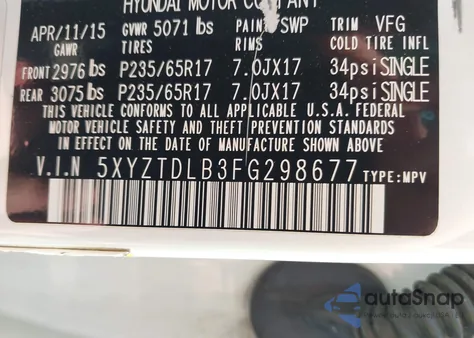 HYUNDAI MOTOR COMPANY
APR/11/15 GVWR 5071 lbs PAINT SWP TRIM VFG
GAWR TIRES RIMS COLD TIRE INFL
FRONT 2976 lbs P235/65R17 7.0JX17 34psi SINGLE
REAR 3075 lbs P235/65R17 7.0JX17 34psi SINGLE
THIS VEHICLE CONFORMS TO ALL APPLICABLE U.S.A. FEDERAL
MOTOR VEHICLE SAFETY AND THEFT PREVENTION STANDARDS
IN EFFECT ON THE DATE OF MANUFACTURE SHOWN ABOVE.
V.I.N 5XYZTDLB3FG298677 TYPE:MPV
autoSnap